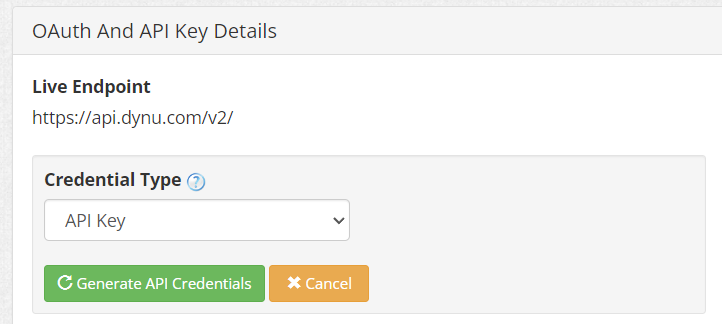 OAuth And API Key Details
Live Endpoint
https://api.dynu.com/v2/
Credential Type ?
API Key
Generate API Credentials
Cancel